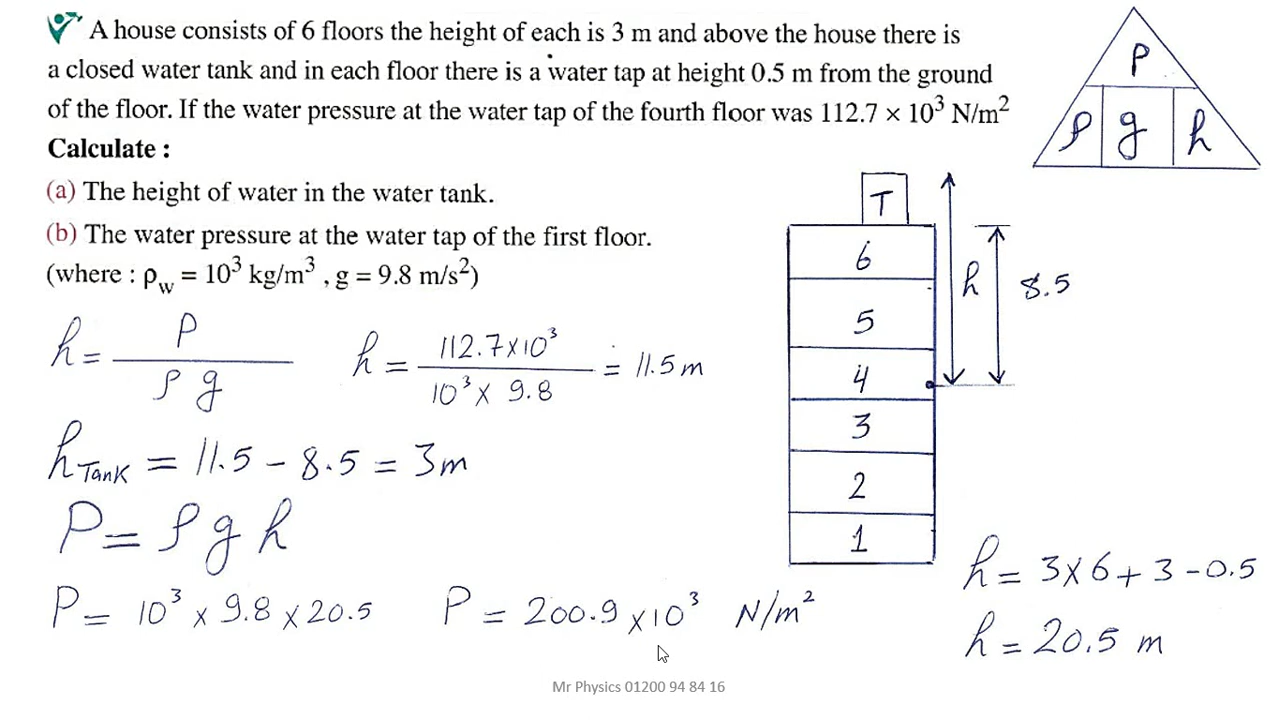 A house consists of 6 floors the height of each is 3 m and above the house there is
a closed water tank and in each floor there is a water tap at height 0.5 m from the ground
of the floor. If the water pressure at the water tap of the fourth floor was 112.7 × 10³ N/m²
Calculate :
(a) The height of water in the water tank.
(b) The water pressure at the water tap of the first floor.
(where : ρw = 10³ kg/m³ , g = 9.8 m/s²)
P
ρ g h
T
6
5
4
3
2
1
h
8.5
h = P / ρ g
h = 112.7 × 10³ / 10³ × 9.8 = 11.5 m
h Tank = 11.5 - 8.5 = 3 m
P = ρ g h
P = 10³ × 9.8 × 20.5
P = 200.9 × 10³ N/m²
h = 3 × 6 + 3 - 0.5
h = 20.5 m
Mr Physics 01200 94 84 16